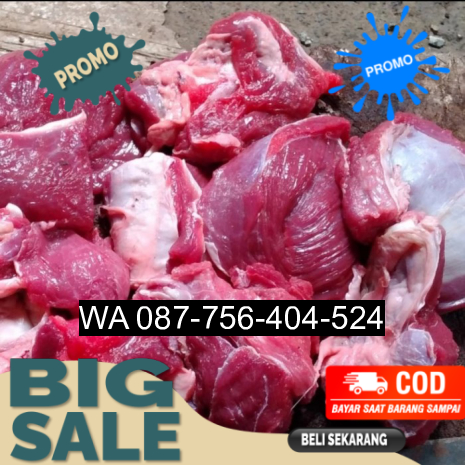 PROMO
PROMO
WA 087-756-404-524
BIG
SALE
COD
BAYAR SAAT BARANG SAMPAI
BELI SEKARANG